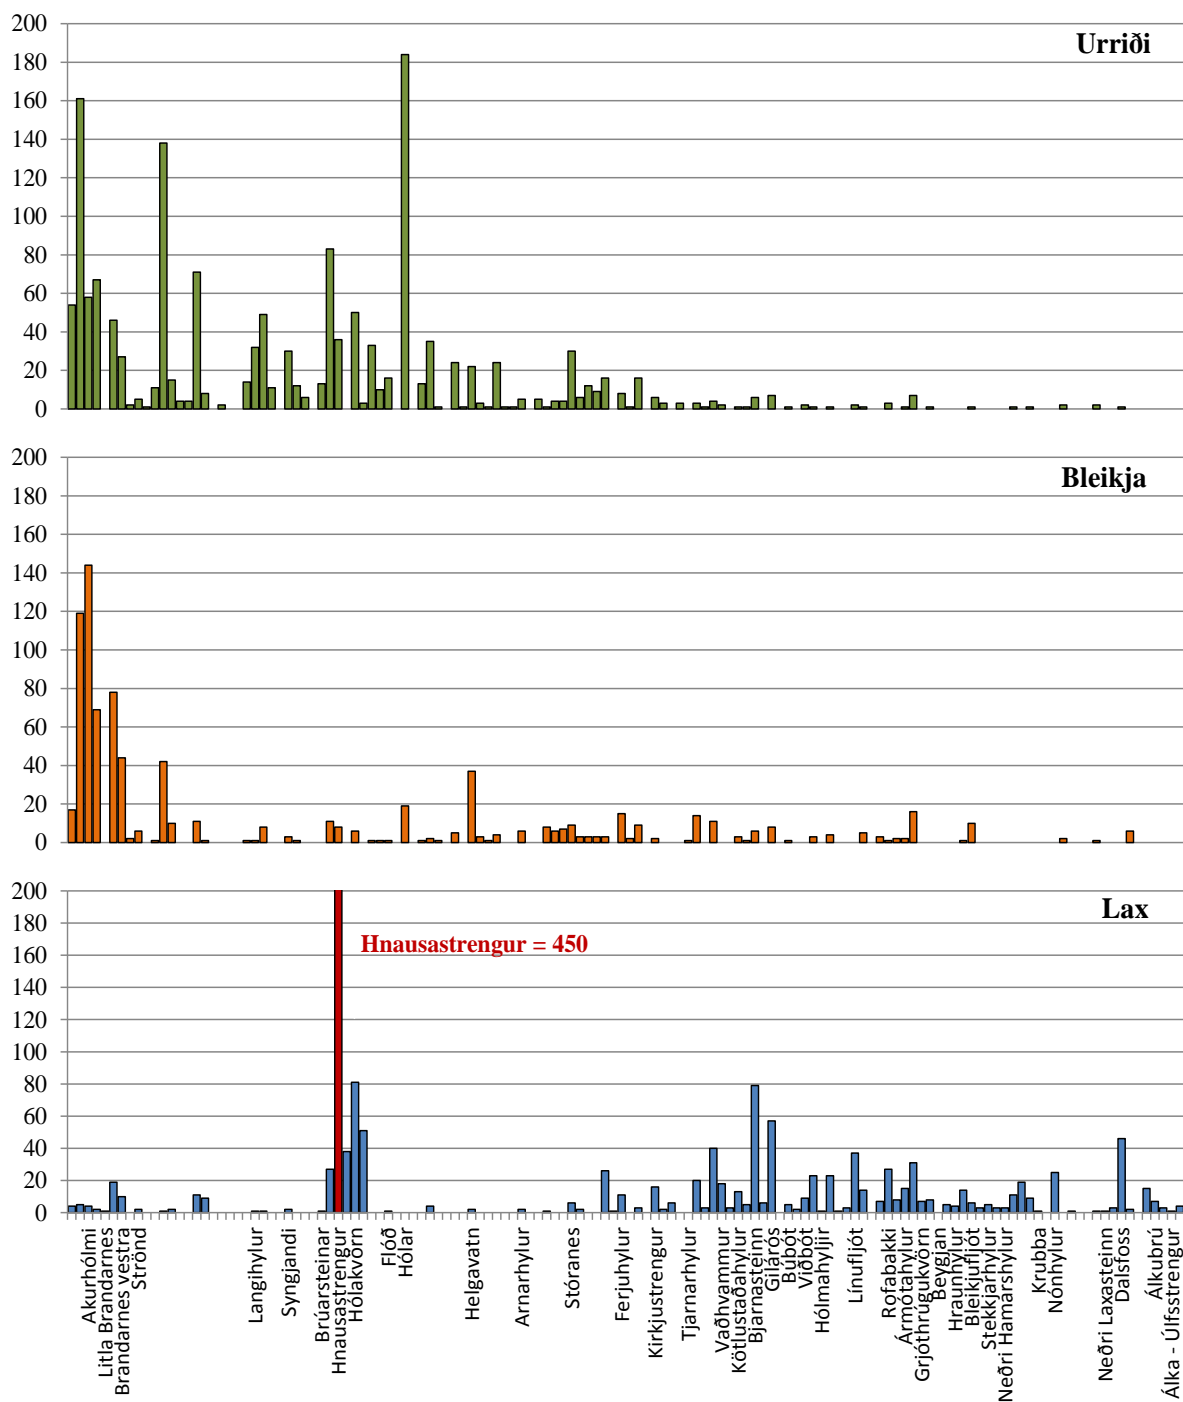 200
Urriði
180
160
140
120
100
80
60
40
20
0
200
Bleikja
180
160
140
120
100
80
60
40
20
0
200
Lax
180
Hnausastrengur = 450
160
140
120
100
80
60
40
20
0
Akurhólmi
Litla Brandarnes
Brandarnes vestra
Strönd
Langihylur
Syngjandi
Brúarsteinar
Hnausastrengur
Hólakvörn
Flóð
Hólar
Helgavatn
Arnarhylur
Stóranes
Ferjuhylur
Kirkjustrengur
Tjarnarhylur
Vaðhvammur
Kötlustaðahylur
Bjarnasteinn
Gilárós
Búbót
Viðbót
Hólmahyljir
Línufljót
Rofabakki
Ármótahylur
Grjóthrugukvörn
Beygjan
Hraunhylur
Bleikjufljót
Stekkjarhylur
Neðri Hamarshylur
Krubba
Nónhylur
Neðri Laxasteinn
Dalsfoss
Álkubrú
Álka - Úlfsstrengur